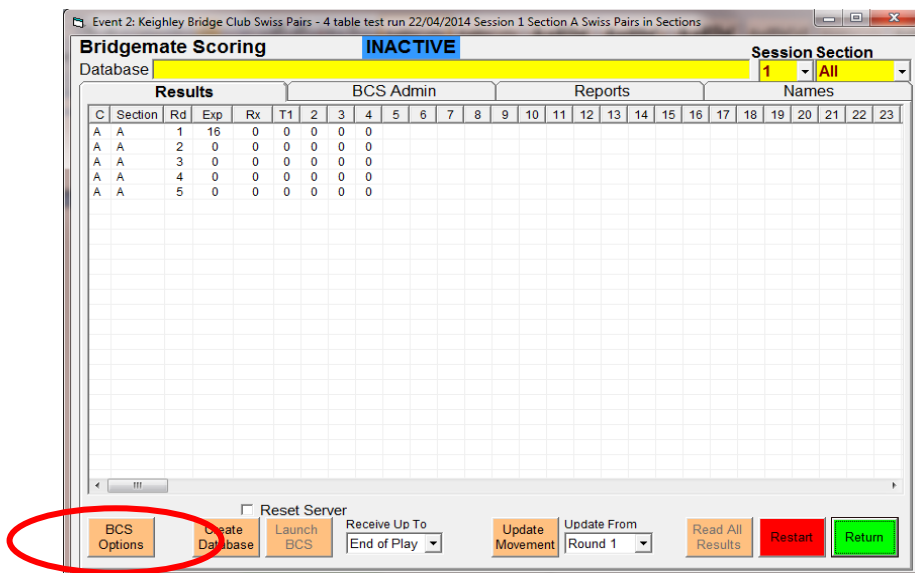 Event 2: Keighley Bridge Club Swiss Pairs - 4 table test run 22/04/2014 Session 1 Section A Swiss Pairs in Sections
Bridgemate Scoring INACTIVE Session Section
Database 1 All
Results BCS Admin Reports Names
C Section Rd Exp Rx T1 2 3 4 5 6 7 8 9 10 11 12 13 14 15 16 17 18 19 20 21 22 23
A A 1 16 0 0 0 0 0
A A 2 0 0 0 0 0 0
A A 3 0 0 0 0 0 0
A A 4 0 0 0 0 0 0
A A 5 0 0 0 0 0 0
Reset Server
BCS Options Create Database Launch BCS Receive Up To End of Play Update Movement Update From Round 1 Read All Results Restart Return